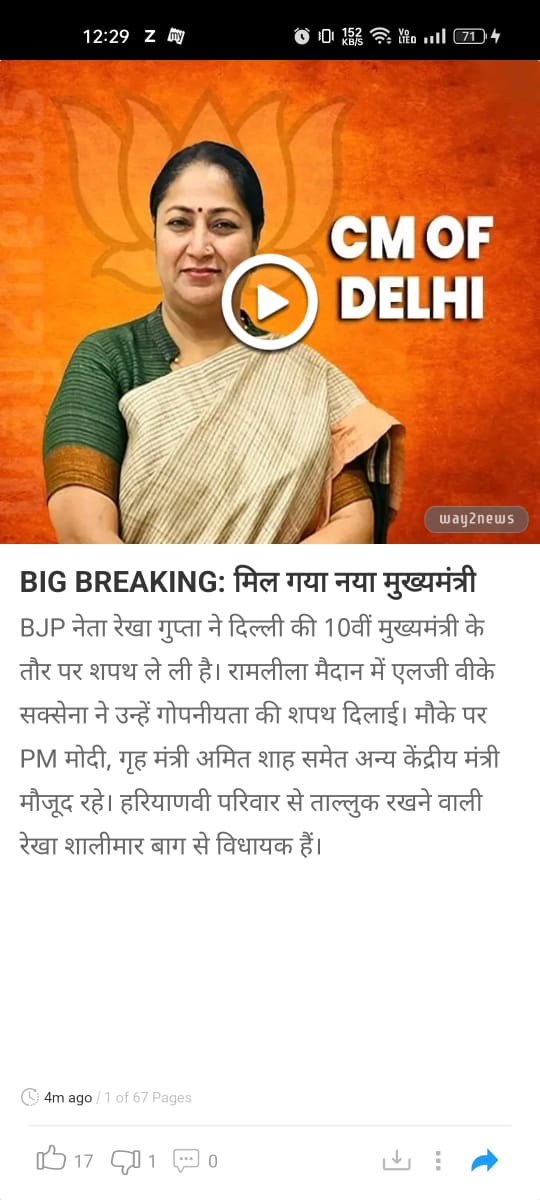 12:29 Z my 152 KB/S Vo LTE 71
CM OF
DELHI
way2news
BIG BREAKING: मिल गया नया मुख्यमंत्री
BJP नेता रेखा गुप्ता ने दिल्ली की 10वीं मुख्यमंत्री के
तौर पर शपथ ले ली है। रामलीला मैदान में एलजी वीके
सक्सेना ने उन्हें गोपनीयता की शपथ दिलाई। मौके पर
PM मोदी, गृह मंत्री अमित शाह समेत अन्य केंद्रीय मंत्री
मौजूद रहे। हरियाणवी परिवार से ताल्लुक रखने वाली
रेखा शालीमार बाग से विधायक हैं।
4m ago / 1 of 67 Pages
17 1 0